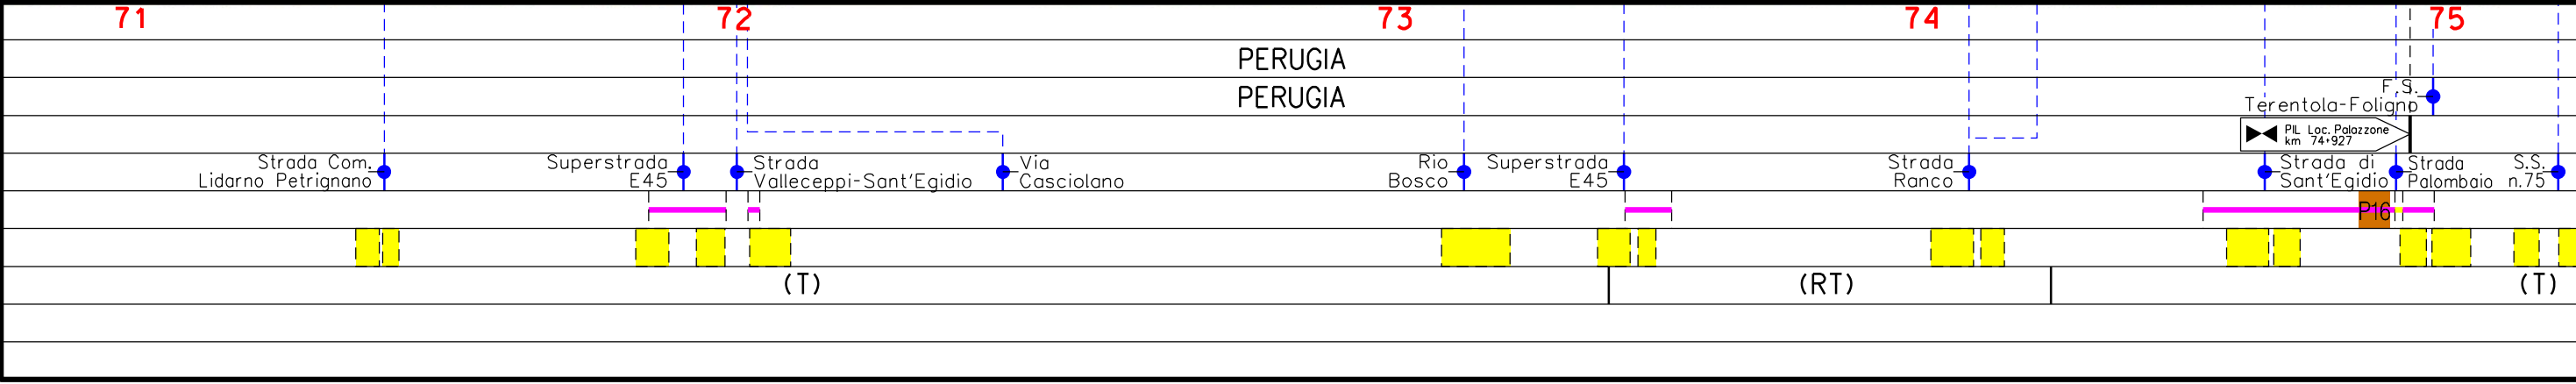 71 72 73 74 75
PERUGIA
PERUGIA
F.S.
Terentola-Foligno
PIL Loc. Palazzone
km 74+927
Strada Com.
Lidarno Petrignano
Superstrada
E45
Strada
Valleceppi-Sant'Egidio
Via
Casciolano
Rio
Bosco
Superstrada
E45
Strada
Ranco
Strada di
Sant'Egidio
Strada
Palombaio
S.S.
n.75
P16
(T) (RT) (T)